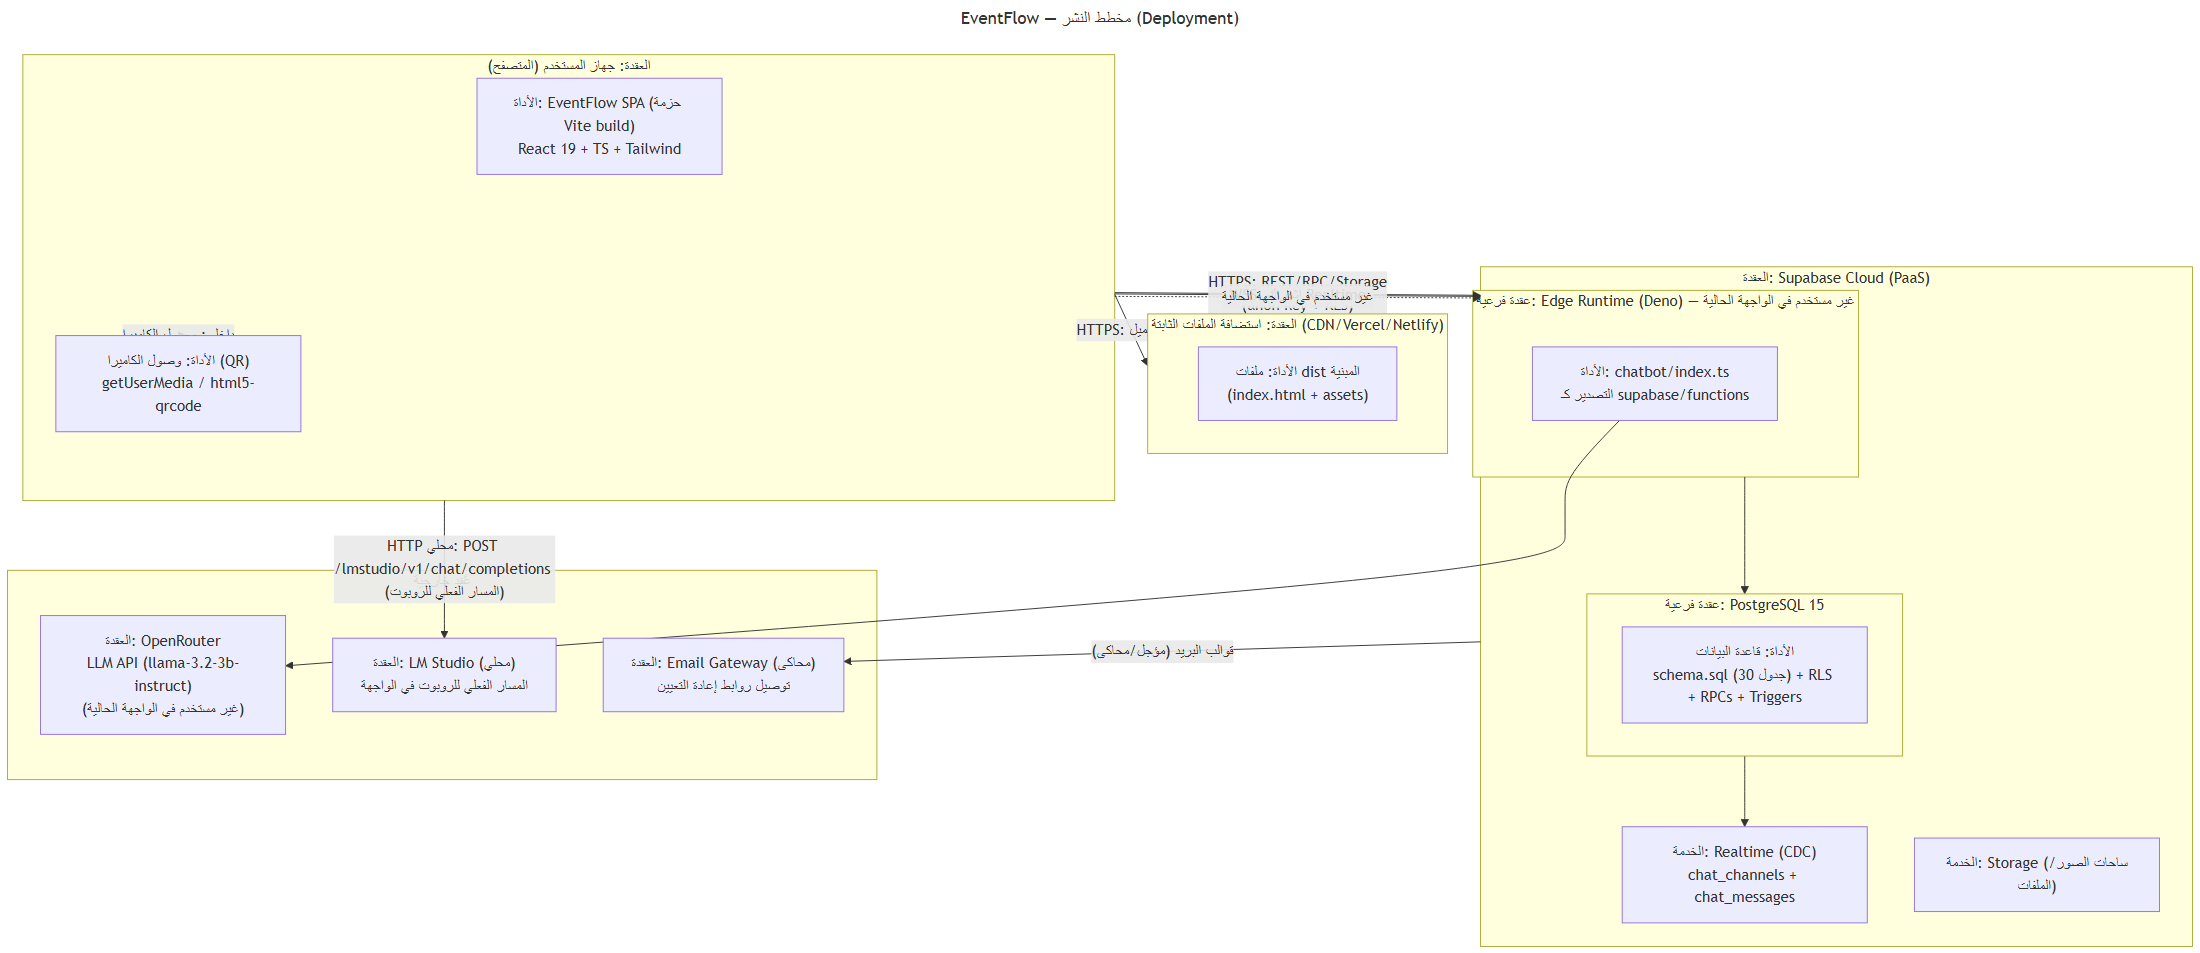 EventFlow — مخطط النشر (Deployment)
العقدة: جهاز المستخدم (المتصفح)
الأداة: EventFlow SPA (حزمة
Vite build)
React 19 + TS + Tailwind
الأداة: وصول الكاميرا (QR)
getUserMedia / html5-
qrcode
HTTPS: REST/RPC/Storage
غير مستخدم في الواجهة الحالية
HTTPS:
العقدة: استضافة الملفات الثابتة (CDN/Vercel/Netlify)
الأداة: ملفات dist المبنية
(index.html + assets)
العقدة: Supabase Cloud (PaaS)
عقدة فرعية: Edge Runtime (Deno) — غير مستخدم في الواجهة الحالية
الأداة: chatbot/index.ts
التصدير كـ supabase/functions
HTTP محلي: POST
/lmstudio/v1/chat/completions
(المسار الفعلي للروبوت)
العقدة: OpenRouter
LLM API (llama-3.2-3b-
instruct)
(غير مستخدم في الواجهة الحالية)
العقدة: LM Studio (محلي)
المسار الفعلي للروبوت في الواجهة
العقدة: Email Gateway (محاكى)
توصيل روابط إعادة التعيين
قوالب البريد (مؤجل/محاكى)
عقدة فرعية: PostgreSQL 15
الأداة: قاعدة البيانات
schema.sql (30 جدول) + RLS
+ RPCs + Triggers
الخدمة: Realtime (CDC)
chat_channels +
chat_messages
الخدمة: Storage (ساحات الصور/
الملفات)